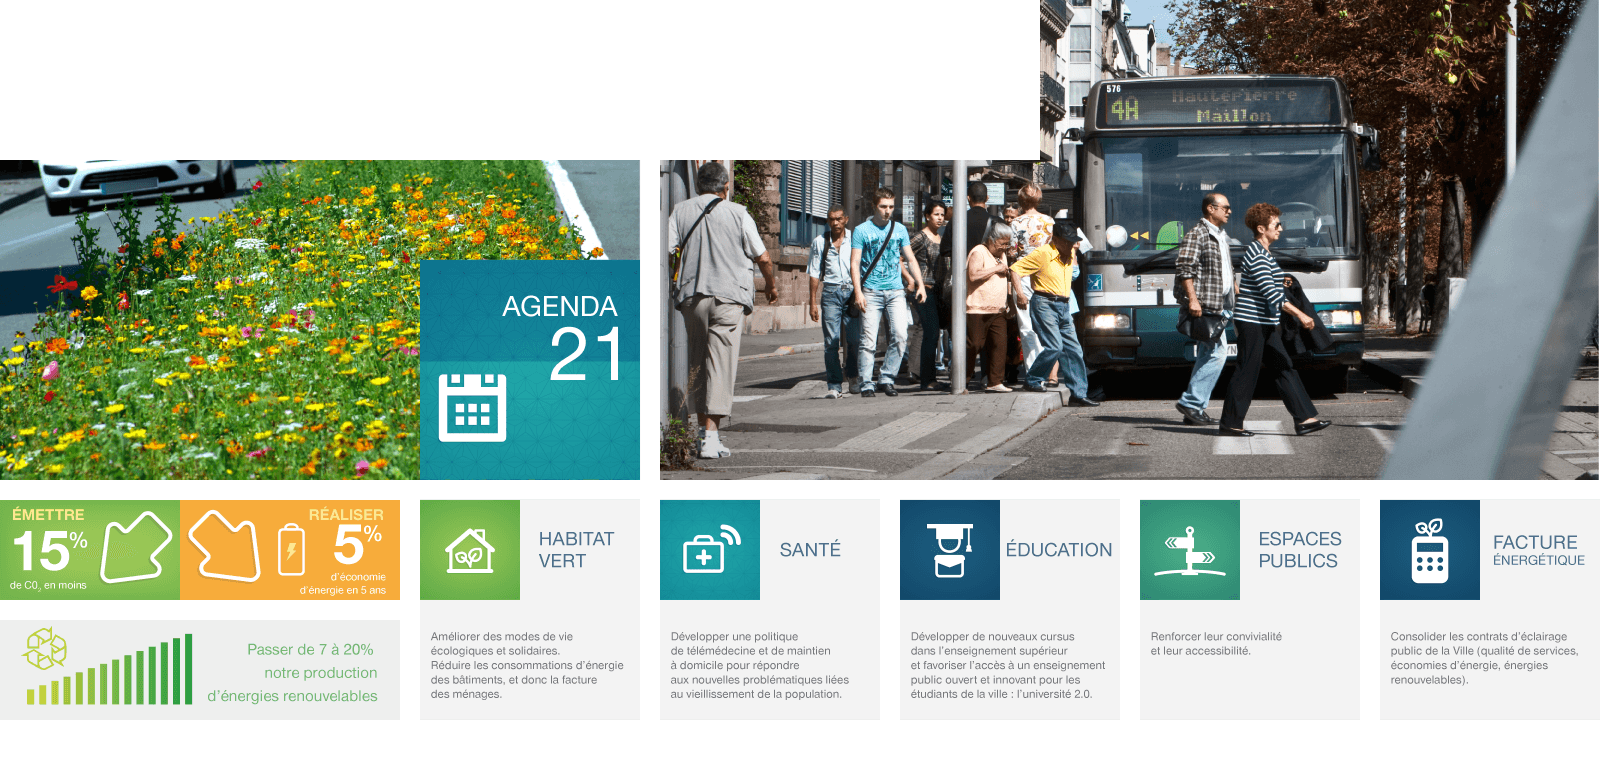 576
4A
Hautepierre
Maillon
AGENDA
21
ÉMETTRE
15%
de C0₂ en moins
RÉALISER
5%
d'économie
d'énergie en 5 ans
Passer de 7 à 20%
notre production
d'énergies renouvelables
HABITAT
VERT
Améliorer des modes de vie
écologiques et solidaires.
Réduire les consommations d'énergie
des bâtiments, et donc la facture
des ménages.
SANTÉ
Développer une politique
de télémédecine et de maintien
à domicile pour répondre
aux nouvelles problématiques liées
au vieillissement de la population.
ÉDUCATION
Développer de nouveaux cursus
dans l'enseignement supérieur
et favoriser l'accès à un enseignement
public ouvert et innovant pour les
étudiants de la ville : l'université 2.0.
ESPACES
PUBLICS
Renforcer leur convivialité
et leur accessibilité.
FACTURE
ÉNERGÉTIQUE
Consolider les contrats d'éclairage
public de la Ville (qualité de services,
économies d'énergie, énergies
renouvelables).